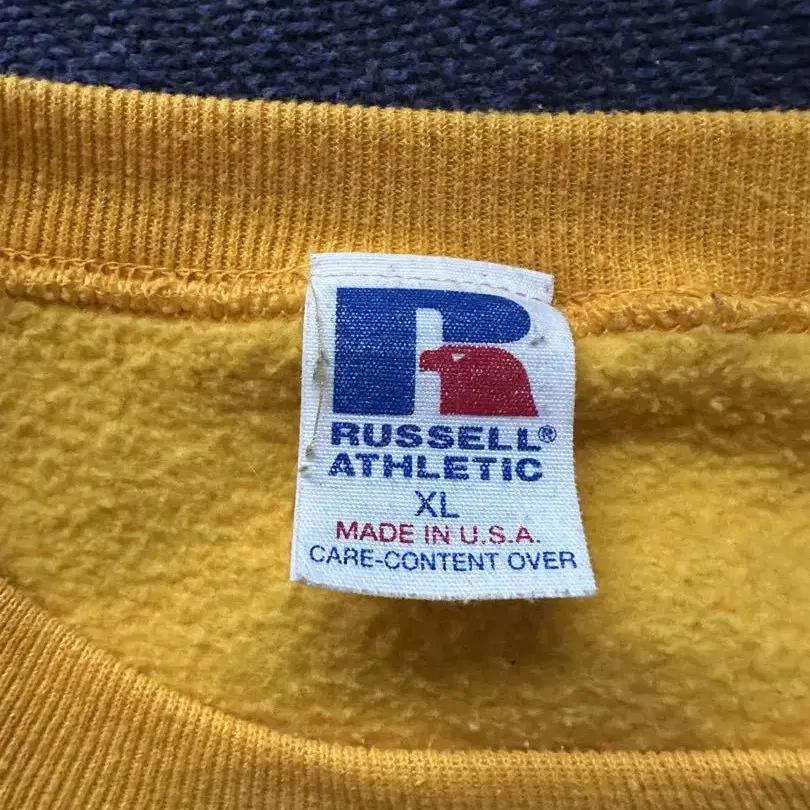 R
RUSSELL®
ATHLETIC
XL
MADE IN U.S.A.
CARE-CONTENT OVER